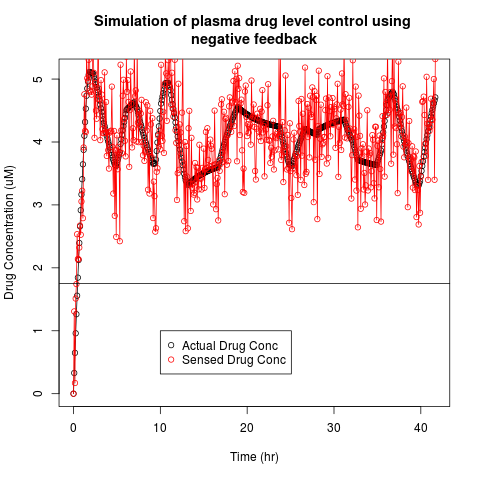 Simulation of plasma drug level control using
negative feedback
Drug Concentration (uM)
5
4
3
2
1
0
Actual Drug Conc
Sensed Drug Conc
0 10 20 30 40
Time (hr)